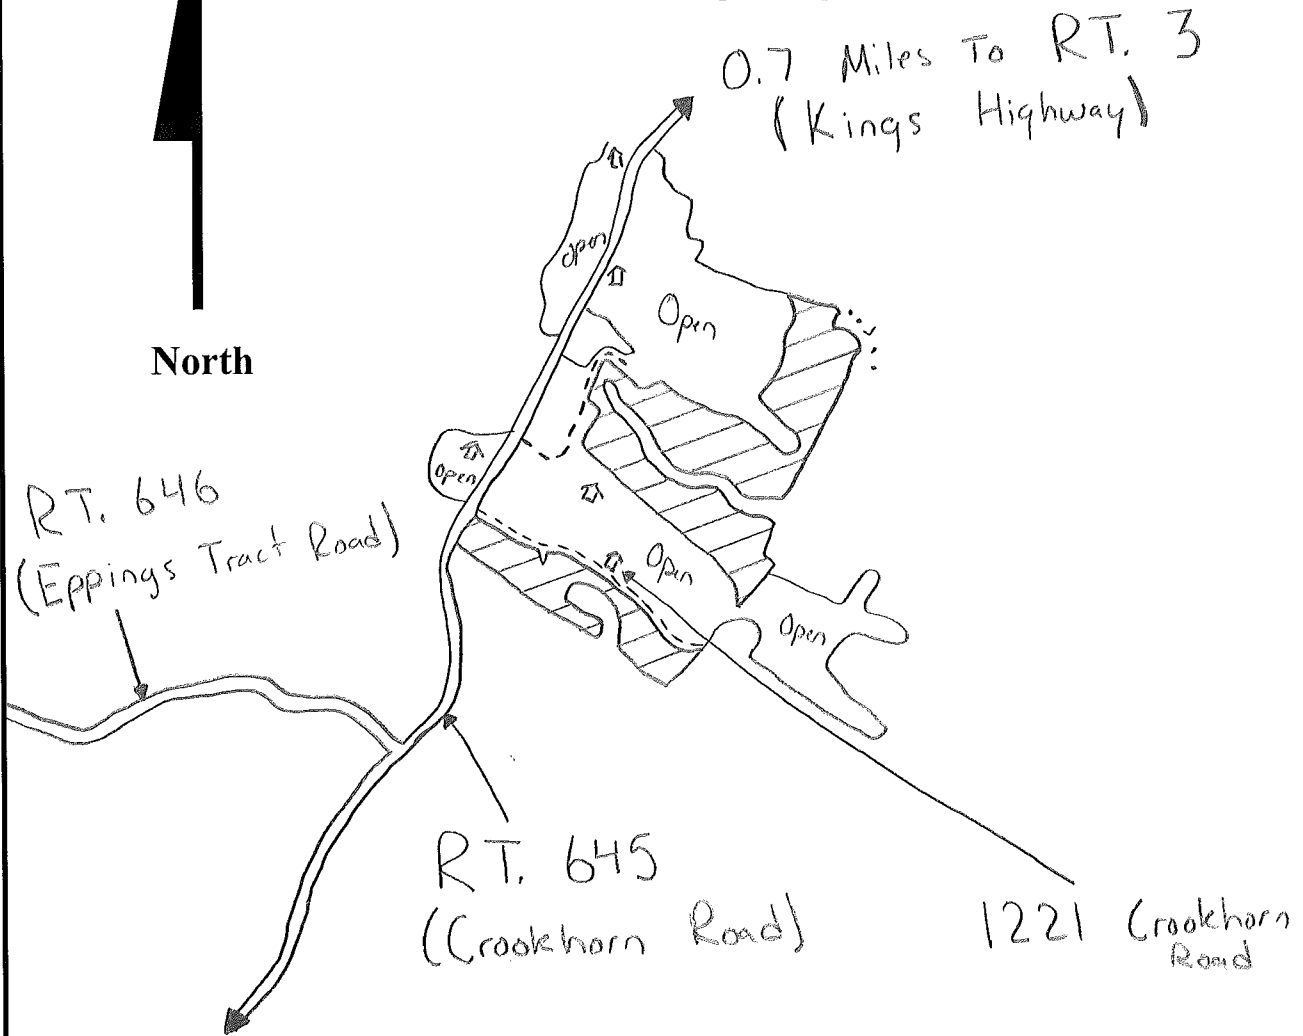 0.7 Miles To RT. 3
(Kings Highway)
Open
Open
North
Open
RT. 646
(Eppings Tract Road)
Open
Open
RT. 645
(Crookhorn Road)
1221 Crookhorn
Road